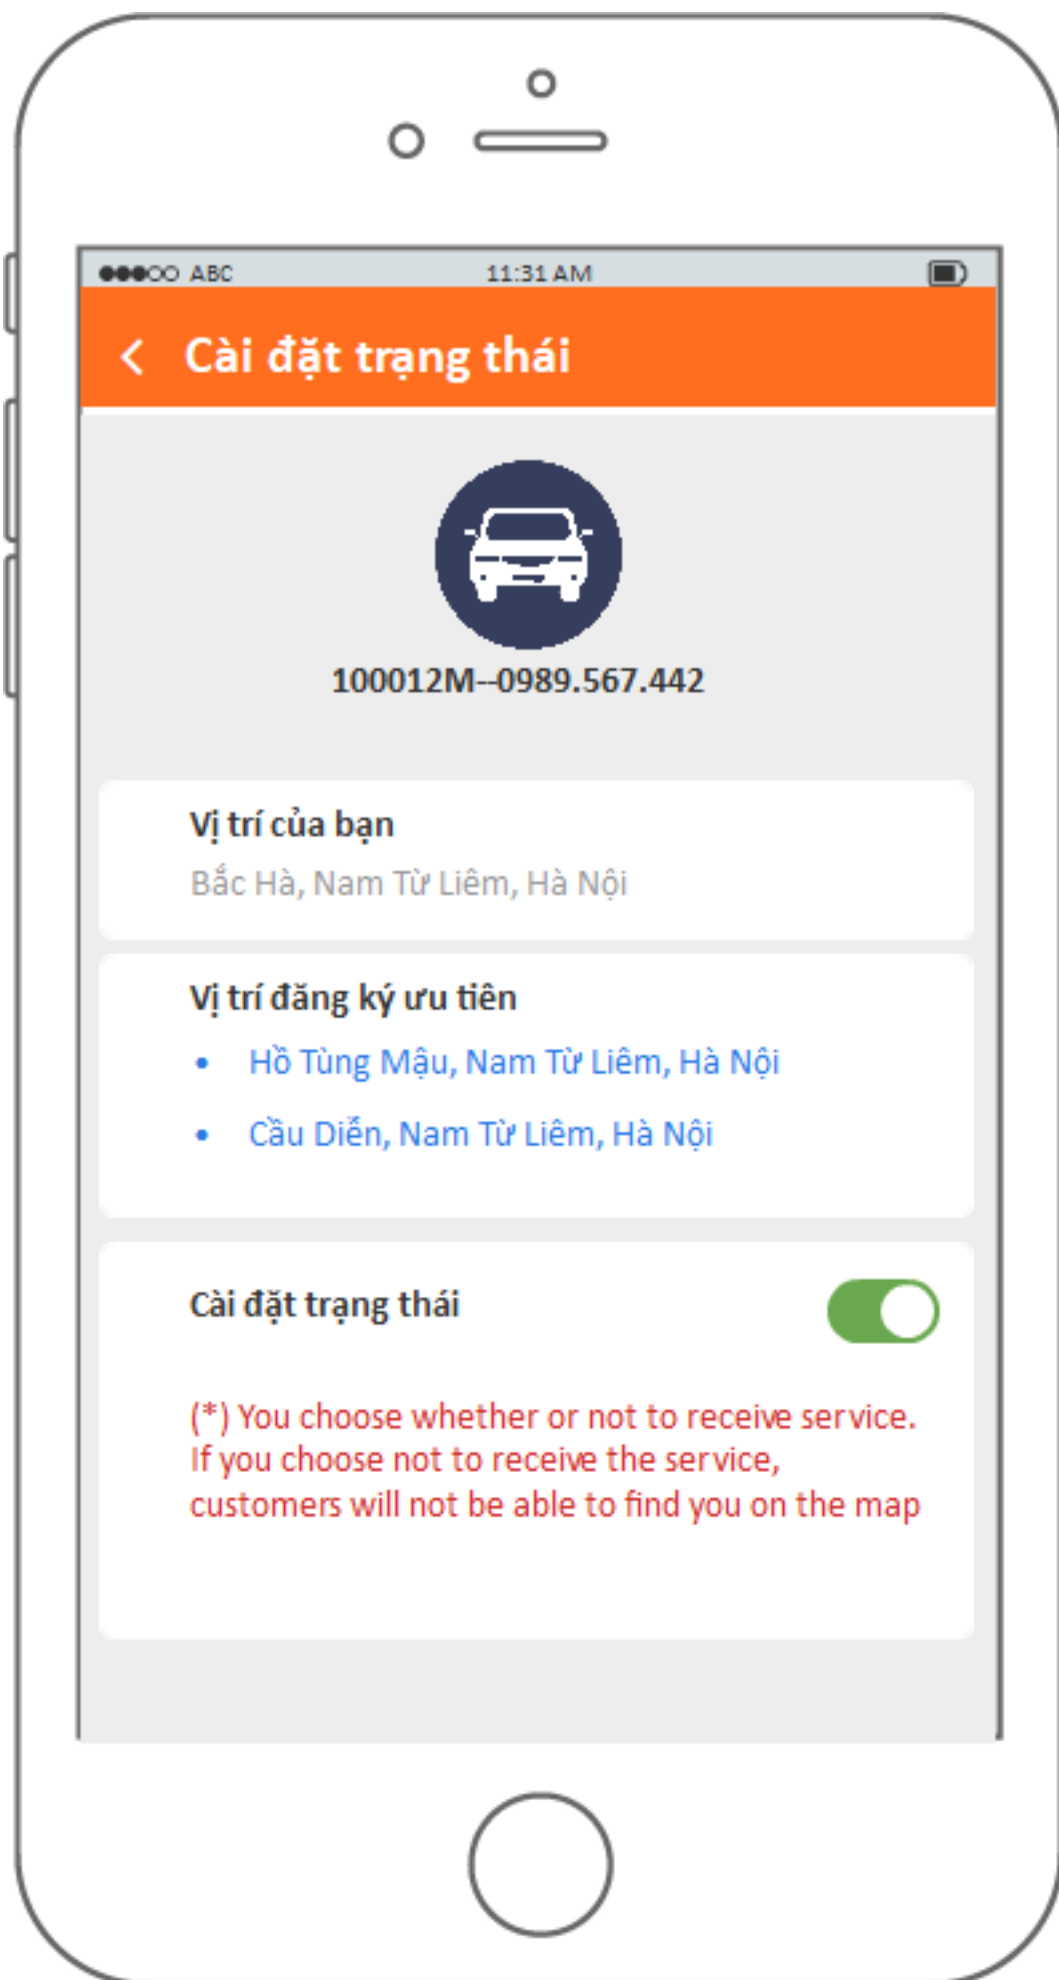 ABC 11:31 AM
Cài đặt trạng thái
100012M--0989.567.442
Vị trí của bạn
Bắc Hà, Nam Từ Liêm, Hà Nội
Vị trí đăng ký ưu tiên
• Hồ Tùng Mậu, Nam Từ Liêm, Hà Nội
• Cầu Diễn, Nam Từ Liêm, Hà Nội
Cài đặt trạng thái
(*) You choose whether or not to receive service.
If you choose not to receive the service,
customers will not be able to find you on the map